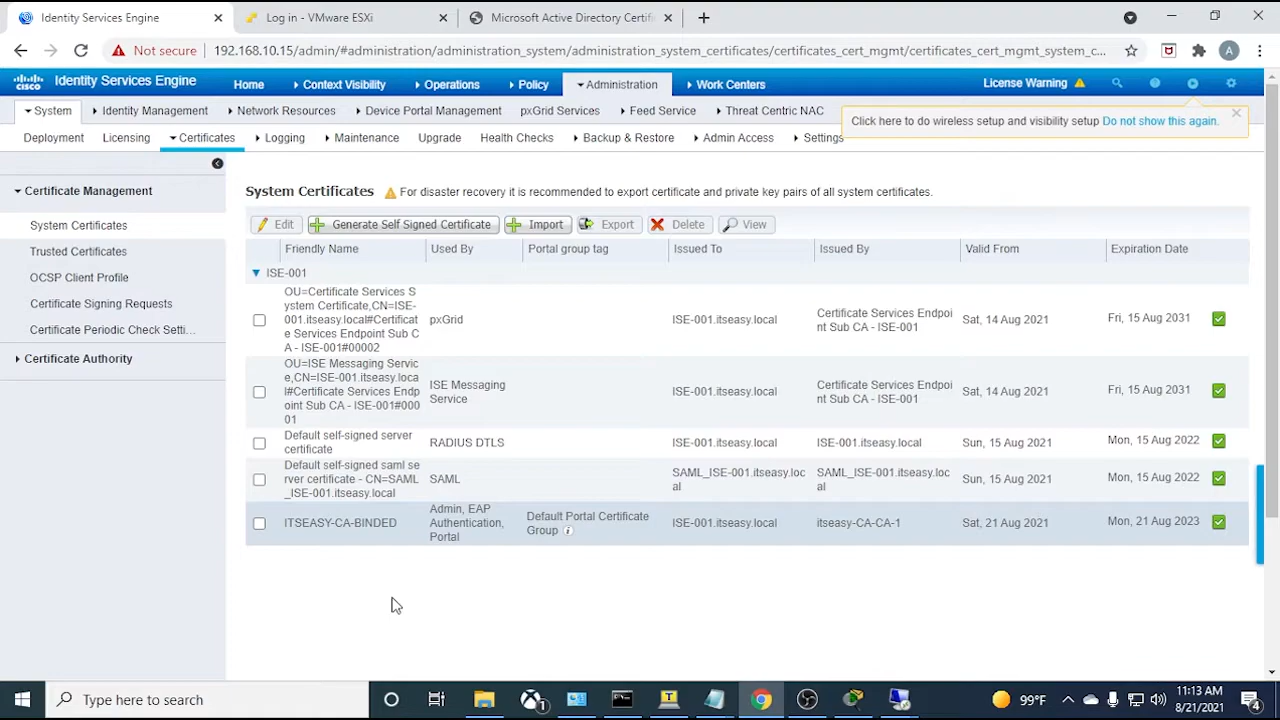 Identity Services Engine
Log in - VMware ESXi
Microsoft Active Directory Certifi
Not secure
192.168.10.15/admin/#administration/administration_system/administration_system_certificates/certificates_cert_mgmt/certificates_cert_mgmt_system_c...
A
cisco
Identity Services Engine
Home
Context Visibility
Operations
Policy
Administration
Work Centers
License Warning
System
Identity Management
Network Resources
Device Portal Management
pxGrid Services
Feed Service
Threat Centric NAC
Click here to do wireless setup and visibility setup Do not show this again.
Deployment
Licensing
Certificates
Logging
Maintenance
Upgrade
Health Checks
Backup & Restore
Admin Access
Settings
Certificate Management
System Certificates
Trusted Certificates
OCSP Client Profile
Certificate Signing Requests
Certificate Periodic Check Setti...
Certificate Authority
System Certificates
For disaster recovery it is recommended to export certificate and private key pairs of all system certificates.
Edit
Generate Self Signed Certificate
Import
Export
Delete
View
Friendly Name
Used By
Portal group tag
Issued To
Issued By
Valid From
Expiration Date
ISE-001
OU=Certificate Services S
ystem Certificate,CN=ISE-
001.itseasy.local#Certificat
e Services Endpoint Sub C
A - ISE-001#00002
pxGrid
ISE-001.itseasy.local
Certificate Services Endpo
int Sub CA - ISE-001
Sat, 14 Aug 2021
Fri, 15 Aug 2031
OU=ISE Messaging Servic
e,CN=ISE-001.itseasy.loca
l#Certificate Services Endp
oint Sub CA - ISE-001#000
01
ISE Messaging
Service
ISE-001.itseasy.local
Certificate Services Endpo
int Sub CA - ISE-001
Sat, 14 Aug 2021
Fri, 15 Aug 2031
Default self-signed server
certificate
RADIUS DTLS
ISE-001.itseasy.local
ISE-001.itseasy.local
Sun, 15 Aug 2021
Mon, 15 Aug 2022
Default self-signed saml se
rver certificate - CN=SAML
_ISE-001.itseasy.local
SAML
SAML_ISE-001.itseasy.loc
al
SAML_ISE-001.itseasy.loc
al
Sun, 15 Aug 2021
Mon, 15 Aug 2022
ITSEASY-CA-BINDED
Admin, EAP
Authentication,
Portal
Default Portal Certificate
Group
ISE-001.itseasy.local
itseasy-CA-CA-1
Sat, 21 Aug 2021
Mon, 21 Aug 2023
Type here to search
1
99°F
11:13 AM
8/21/2021
4